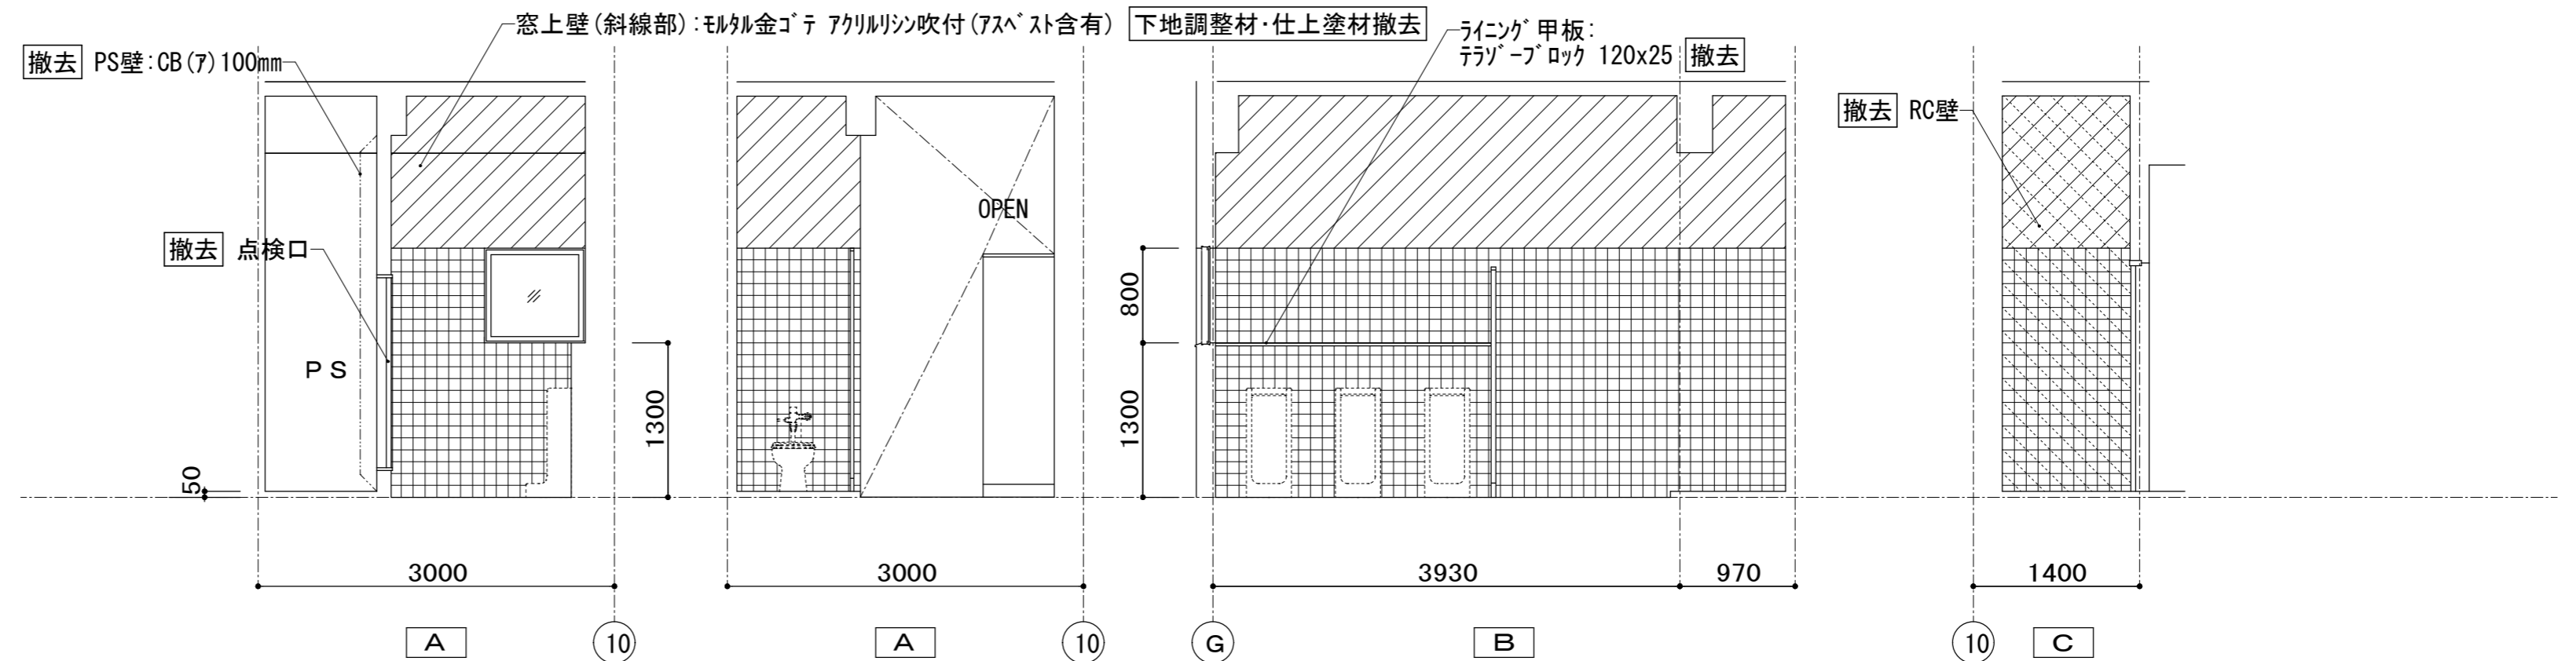 窓上壁(斜線部):ﾓﾙﾀﾙ金ｺﾞﾃ ｱｸﾘﾙﾘｼﾝ吹付(ｱｽﾍﾞｽﾄ含有) 下地調整材･仕上塗材撤去
ﾗｲﾆﾝｸﾞ甲板:
ﾃﾗｿﾞｰﾌﾞﾛｯｸ 120x25 撤去
撤去 PS壁:CB(ｱ)100mm
撤去 RC壁
OPEN
撤去 点検口
PS
50
1300
800
1300
3000
3000
3930
970
1400
A
10
A
10
G
B
10
C